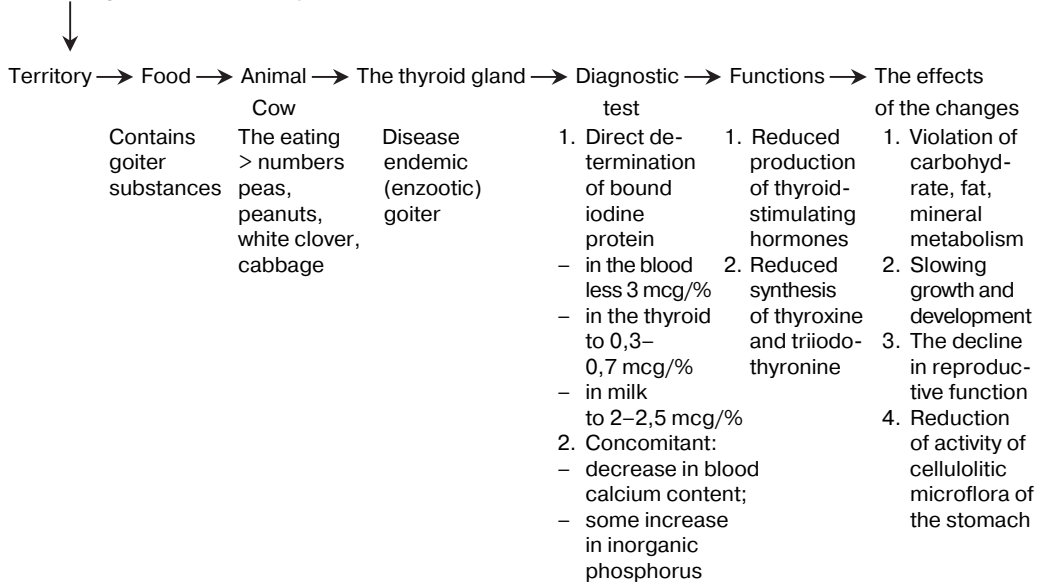 Territory → Food → Animal → The thyroid gland → Diagnostic → Functions → The effects
Cow
test
of the changes
Contains
goiter
substances
The eating
> numbers
peas,
peanuts,
white clover,
cabbage
Disease
endemic
(enzootic)
goiter
1. Direct de-
termination
of bound
iodine
protein
– in the blood
less 3 mcg/%
– in the thyroid
to 0,3–
0,7 mcg/%
– in milk
to 2–2,5 mcg/%
2. Concomitant:
– decrease in blood
calcium content;
– some increase
in inorganic
phosphorus
1. Reduced
production
of thyroid-
stimulating
hormones
2. Reduced
synthesis
of thyroxine
and triiodo-
thyronine
1. Violation of
carbohyd-
rate, fat,
mineral
metabolism
2. Slowing
growth and
development
3. The decline
in reproduc-
tive function
4. Reduction
of activity of
cellulolitic
microflora of
the stomach